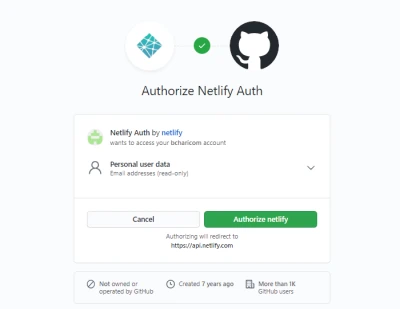 Authorize Netlify Auth
Netlify Auth by netlify
wants to access your bcharicom account
Personal user data
Email addresses (read-only)
Cancel
Authorize netlify
Authorizing will redirect to
https://api.netlify.com
Not owned or
operated by GitHub
Created 7 years ago
More than 1K
GitHub users